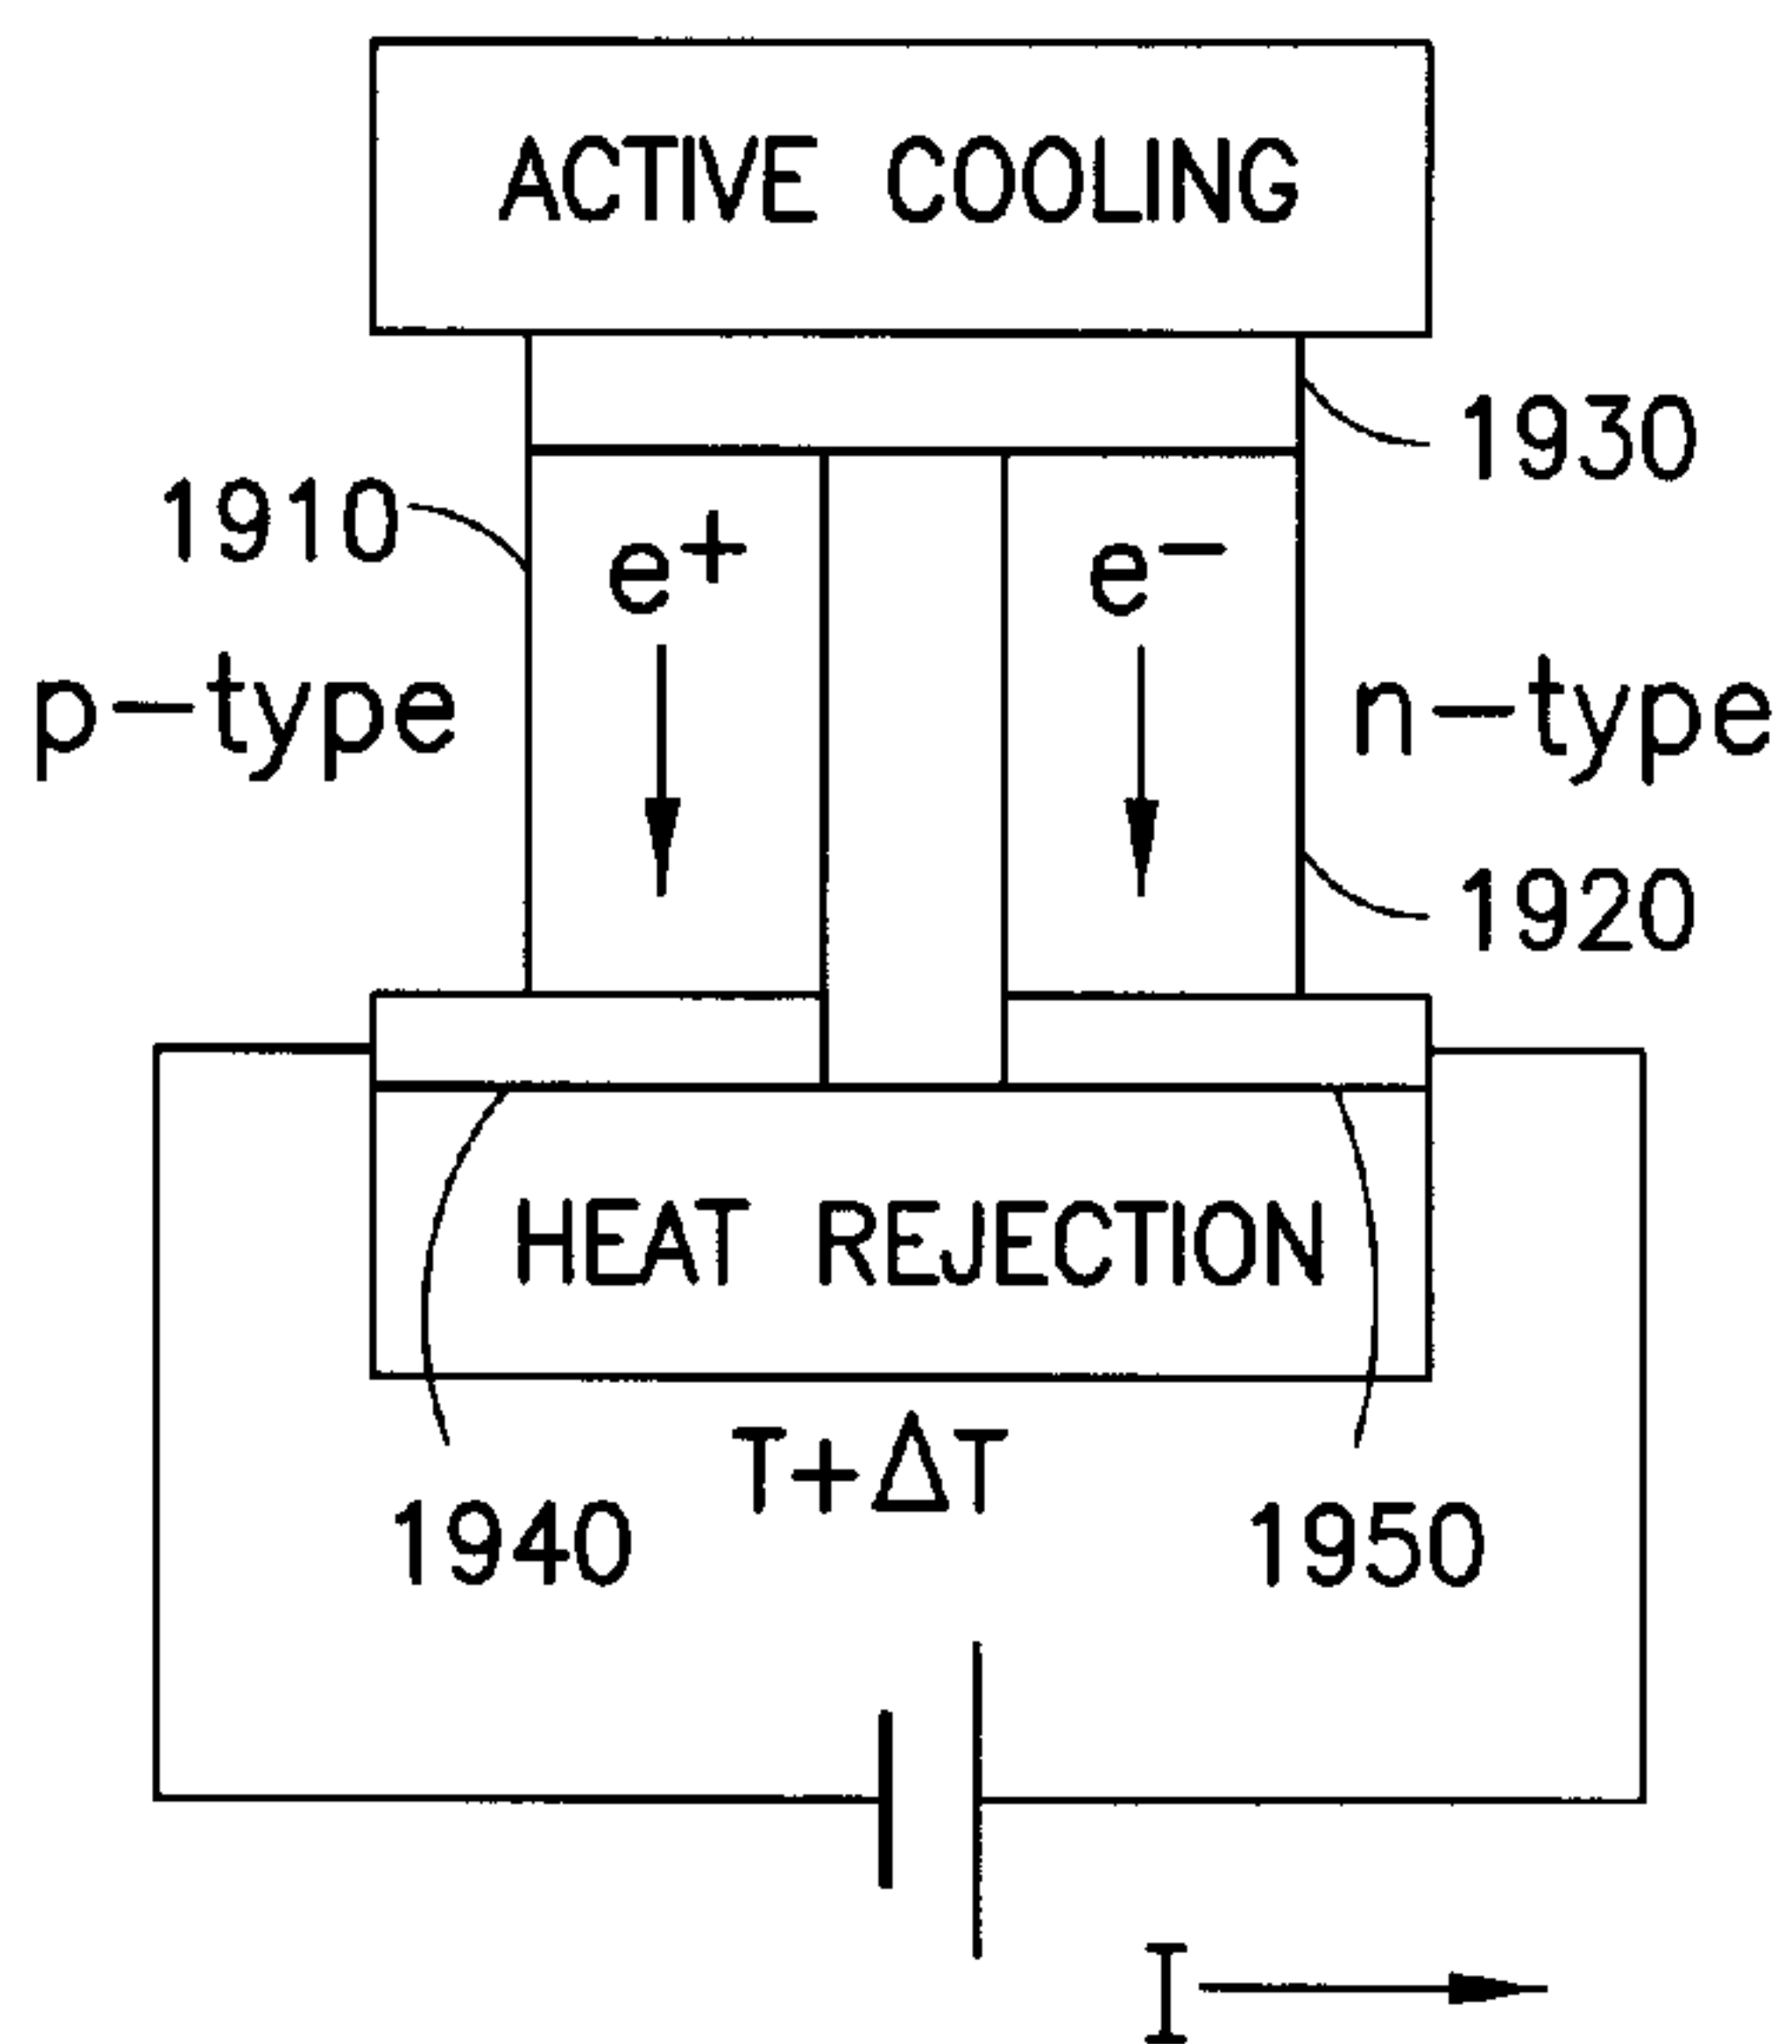 ACTIVE COOLING
1930
1910
e+ e−
p-type n-type
1920
HEAT REJECTION
T+ΔT
1940 1950
I